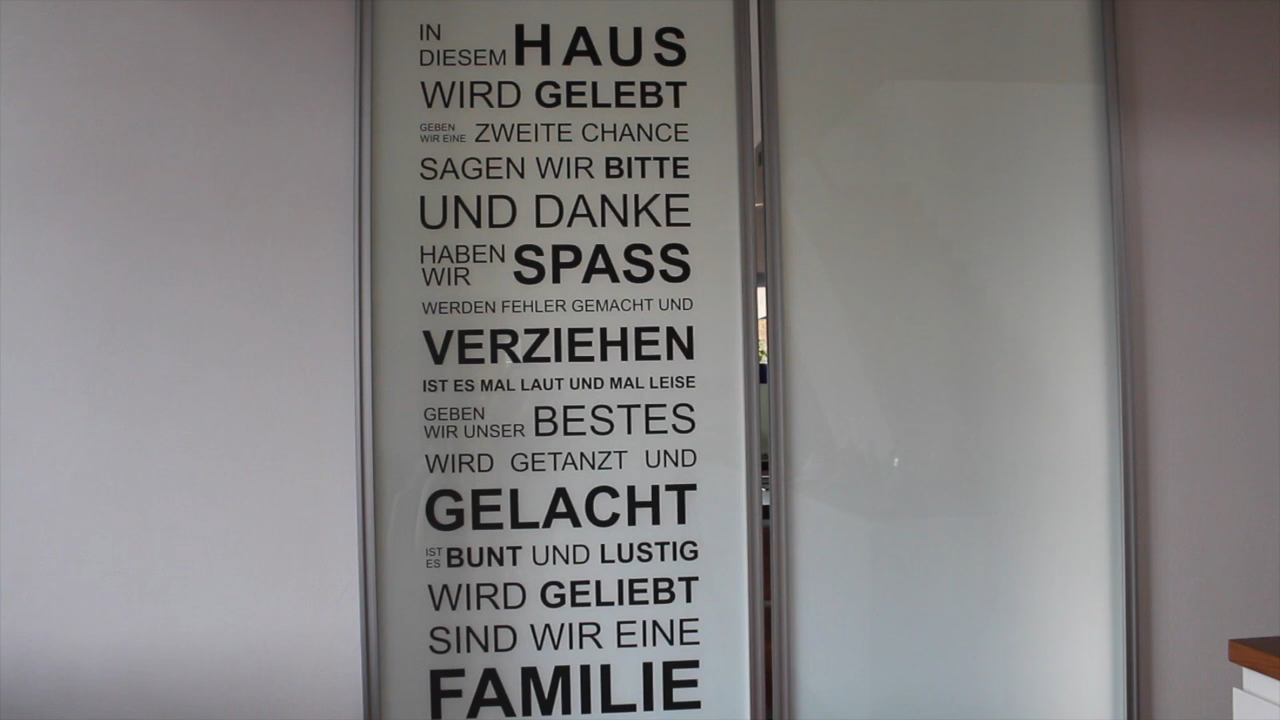 IN
DIESEM HAUS
WIRD GELEBT
GEBEN
WIR EINE ZWEITE CHANCE
SAGEN WIR BITTE
UND DANKE
HABEN
WIR SPASS
WERDEN FEHLER GEMACHT UND
VERZIEHEN
IST ES MAL LAUT UND MAL LEISE
GEBEN
WIR UNSER BESTES
WIRD GETANZT UND
GELACHT
IST
ES BUNT UND LUSTIG
WIRD GELIEBT
SIND WIR EINE
FAMILIE